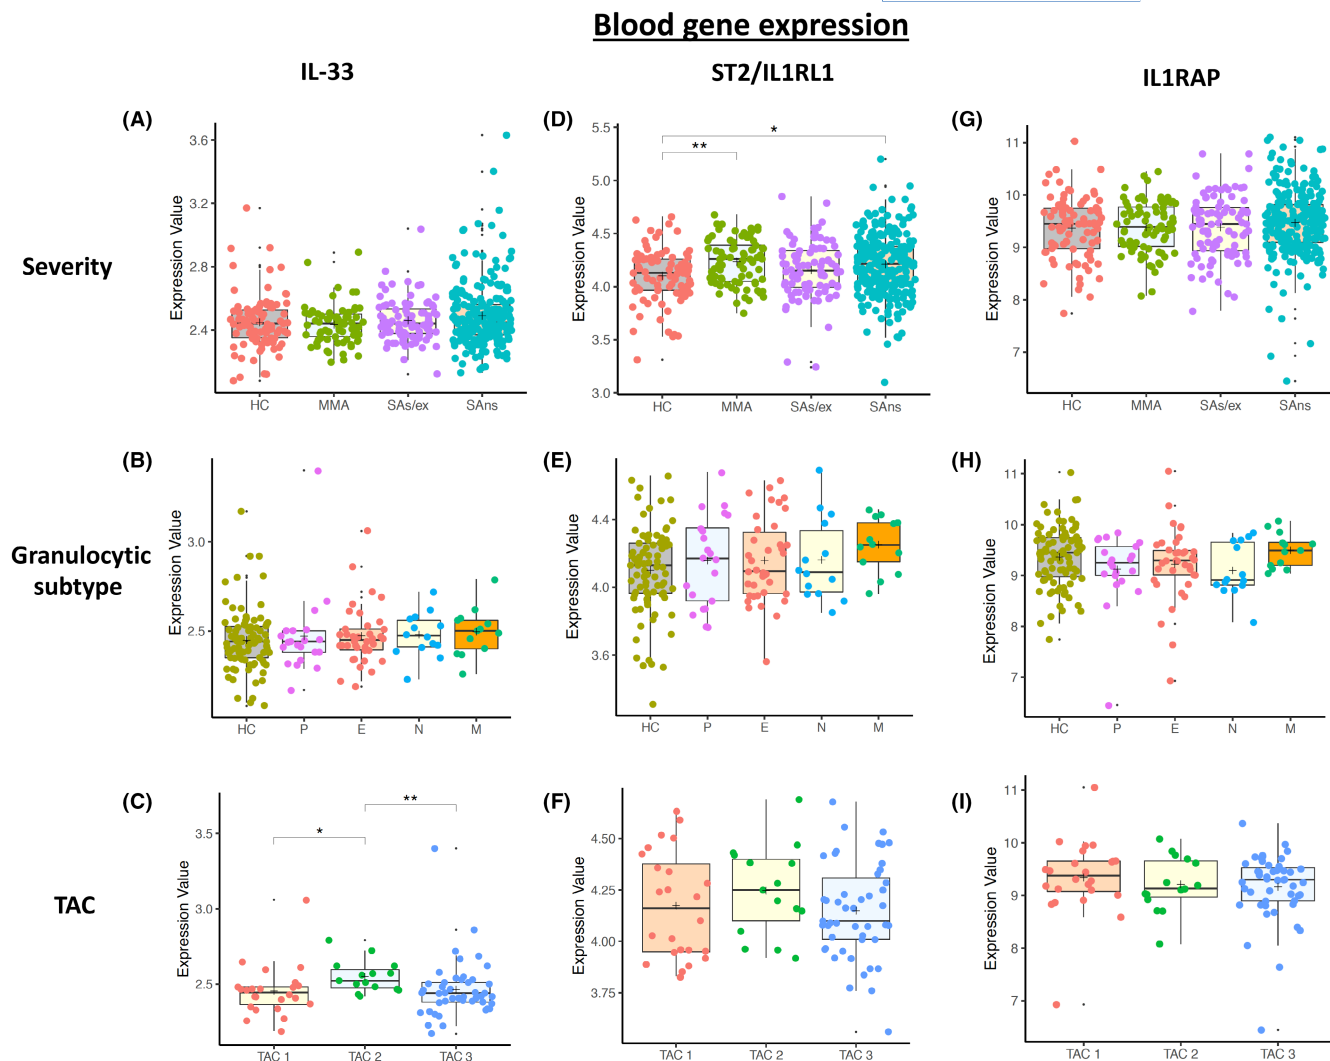 Blood gene expression
IL-33
ST2/IL1RL1
IL1RAP
Severity
Granulocytic
subtype
TAC
(A)
Expression Value
3.6
3.2
2.8
2.4
HC MMA SAs/ex SAns
(D)
Expression Value
5.5
5.0
4.5
4.0
3.5
3.0
*
**
HC MMA SAs/ex SAns
(G)
Expression Value
11
10
9
8
7
HC MMA SAs/ex SAns
(B)
Expression Value
3.0
2.5
HC P E N M
(E)
Expression Value
4.4
4.0
3.6
HC P E N M
(H)
Expression Value
11
10
9
8
7
HC P E N M
(C)
Expression Value
3.5
3.0
2.5
**
*
TAC 1 TAC 2 TAC 3
(F)
Expression Value
4.50
4.25
4.00
3.75
TAC 1 TAC 2 TAC 3
(I)
Expression Value
11
10
9
8
7
TAC 1 TAC 2 TAC 3